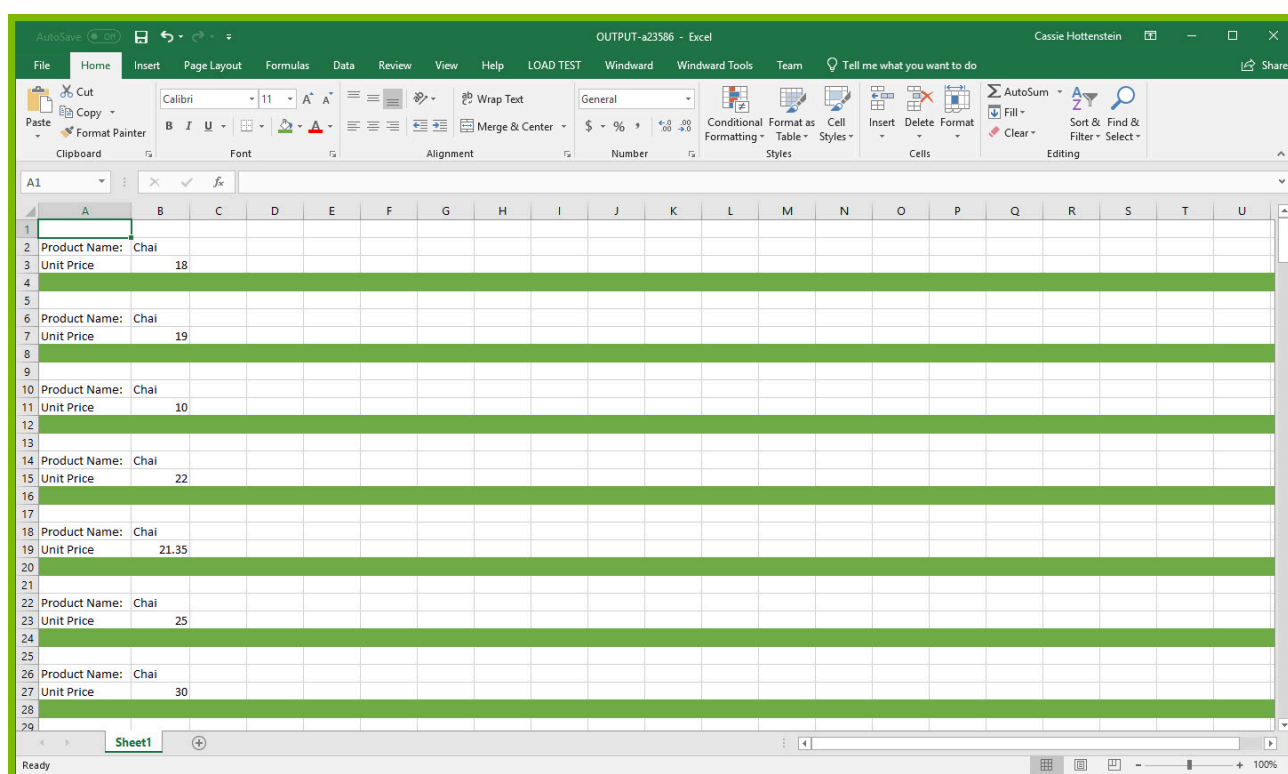 AutoSave Off OUTPUT-a23586 - Excel Cassie Hottenstein
File Home Insert Page Layout Formulas Data Review View Help LOAD TEST Windward Windward Tools Team Tell me what you want to do Share
Paste Cut Copy Format Painter
Calibri 11 A A Wrap Text General
B I U A Merge & Center $ % , .00 .0
Conditional Formatting Format as Table Cell Styles Insert Delete Format
AutoSum Fill Clear Sort & Filter Find & Select
Clipboard Font Alignment Number Styles Cells Editing
A1 fx
A B C D E F G H I J K L M N O P Q R S T U
1
2 Product Name: Chai
3 Unit Price 18
4
5
6 Product Name: Chai
7 Unit Price 19
8
9
10 Product Name: Chai
11 Unit Price 10
12
13
14 Product Name: Chai
15 Unit Price 22
16
17
18 Product Name: Chai
19 Unit Price 21.35
20
21
22 Product Name: Chai
23 Unit Price 25
24
25
26 Product Name: Chai
27 Unit Price 30
28
29
Sheet1
Ready 100%